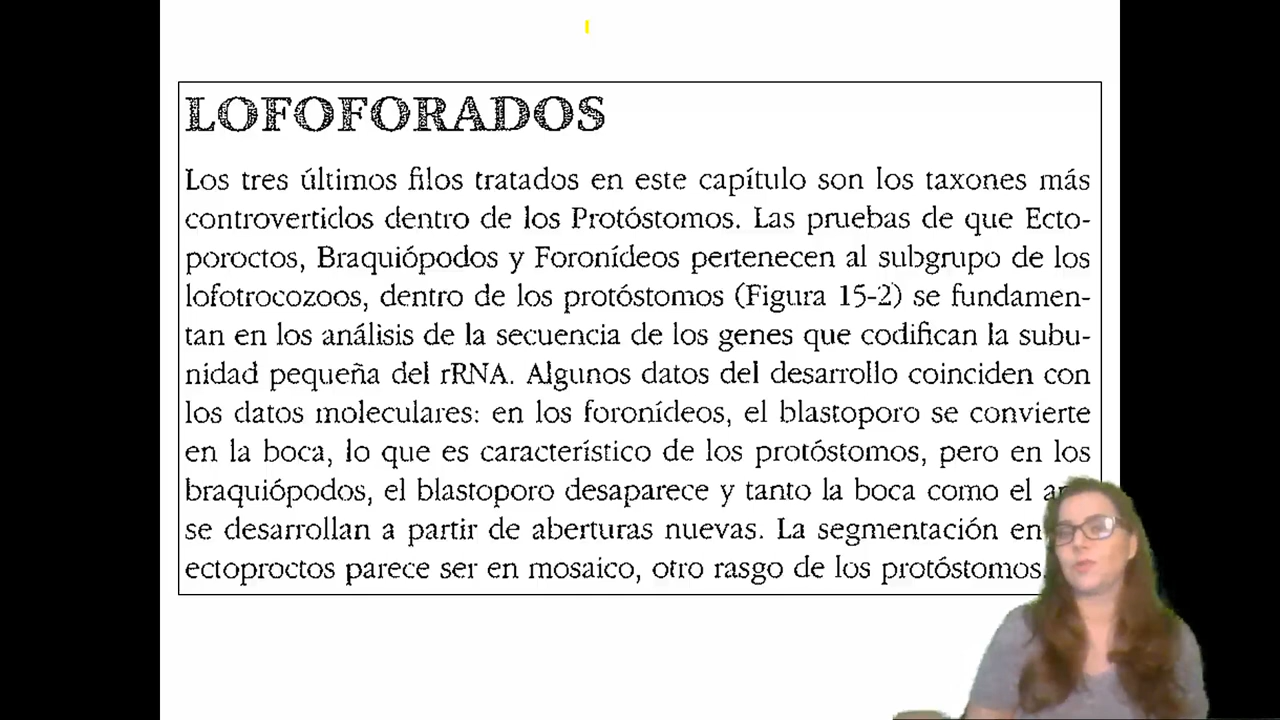 LOFOFORADOS
Los tres últimos filos tratados en este capítulo son los taxones más
controvertidos dentro de los Protóstomos. Las pruebas de que Ecto-
poroctos, Braquiópodos y Foronídeos pertenecen al subgrupo de los
lofotrocozoos, dentro de los protóstomos (Figura 15-2) se fundamen-
tan en los análisis de la secuencia de los genes que codifican la subu-
nidad pequeña del rRNA. Algunos datos del desarrollo coinciden con
los datos moleculares: en los foronídeos, el blastoporo se convierte
en la boca, lo que es característico de los protóstomos, pero en los
braquiópodos, el blastoporo desaparece y tanto la boca como el
se desarrollan a partir de aberturas nuevas. La segmentación en
ectoproctos parece ser en mosaico, otro rasgo de los protóstomos.